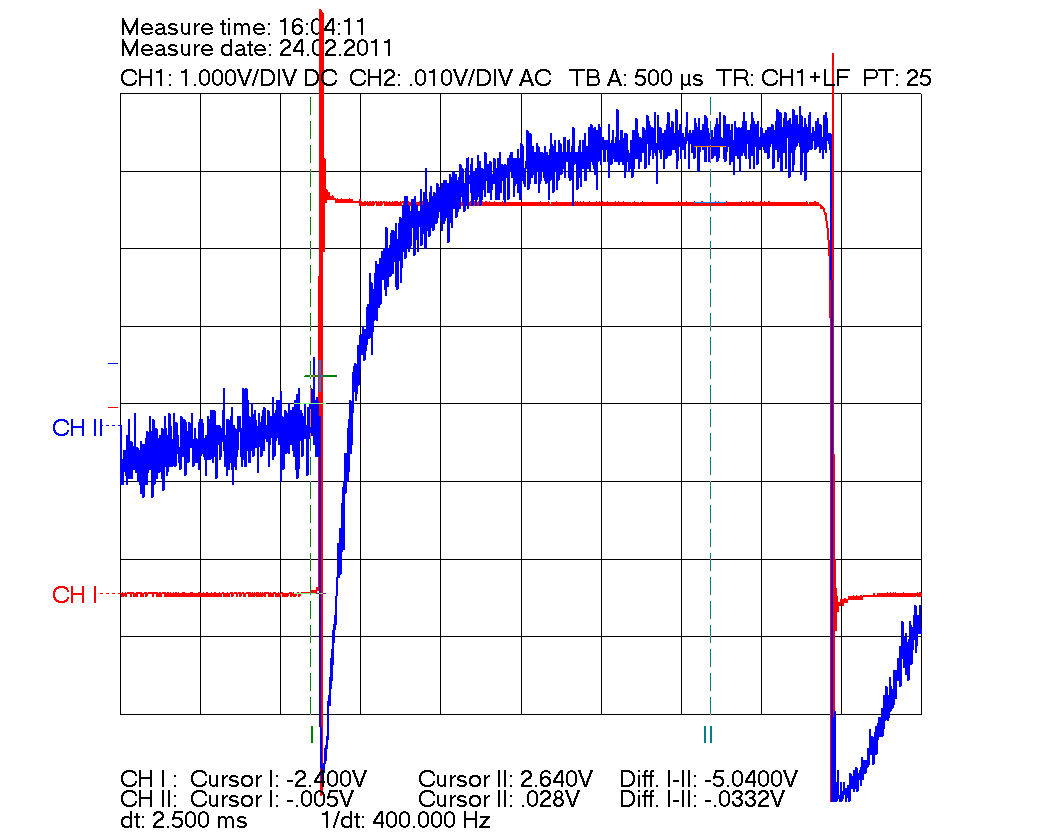 Measure time: 16:04:11
Measure date: 24.02.2011
CH1: 1.000V/DIV DC CH2: .010V/DIV AC TB A: 500 µs TR: CH1+LF PT: 25
CH II
CH I
I
II
CH I : Cursor I: -2.400V Cursor II: 2.640V Diff. I-II: -5.0400V
CH II: Cursor I: -.005V Cursor II: .028V Diff. I-II: -.0332V
dt: 2.500 ms 1/dt: 400.000 Hz